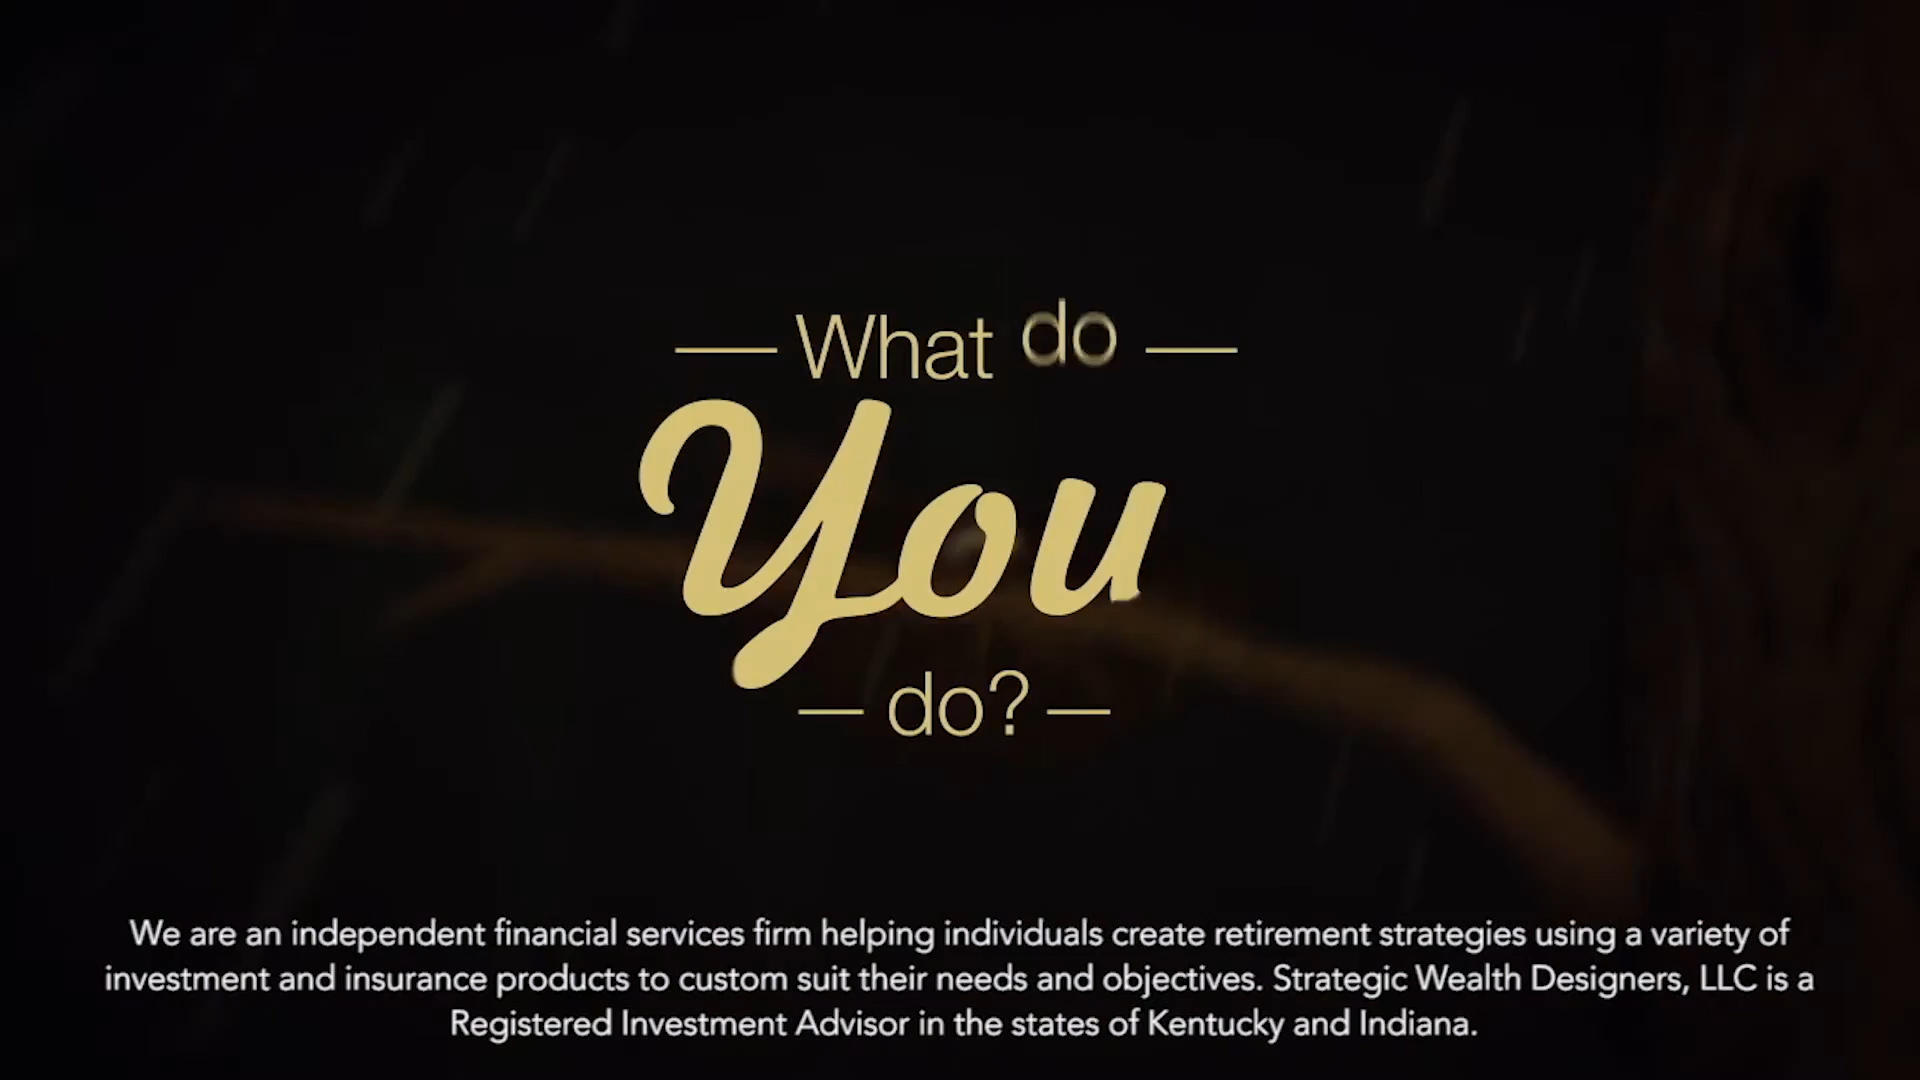 What do
You
do?
We are an independent financial services firm helping individuals create retirement strategies using a variety of
investment and insurance products to custom suit their needs and objectives. Strategic Wealth Designers, LLC is a
Registered Investment Advisor in the states of Kentucky and Indiana.